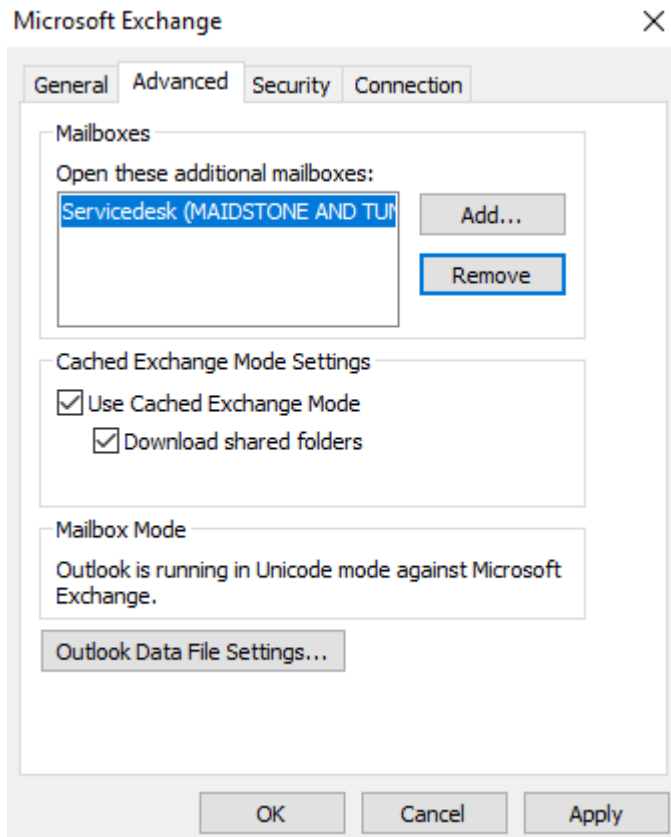 Microsoft Exchange
General Advanced Security Connection
Mailboxes
Open these additional mailboxes:
Servicedesk (MAIDSTONE AND TUN
Add...
Remove
Cached Exchange Mode Settings
Use Cached Exchange Mode
Download shared folders
Mailbox Mode
Outlook is running in Unicode mode against Microsoft
Exchange.
Outlook Data File Settings...
OK Cancel Apply